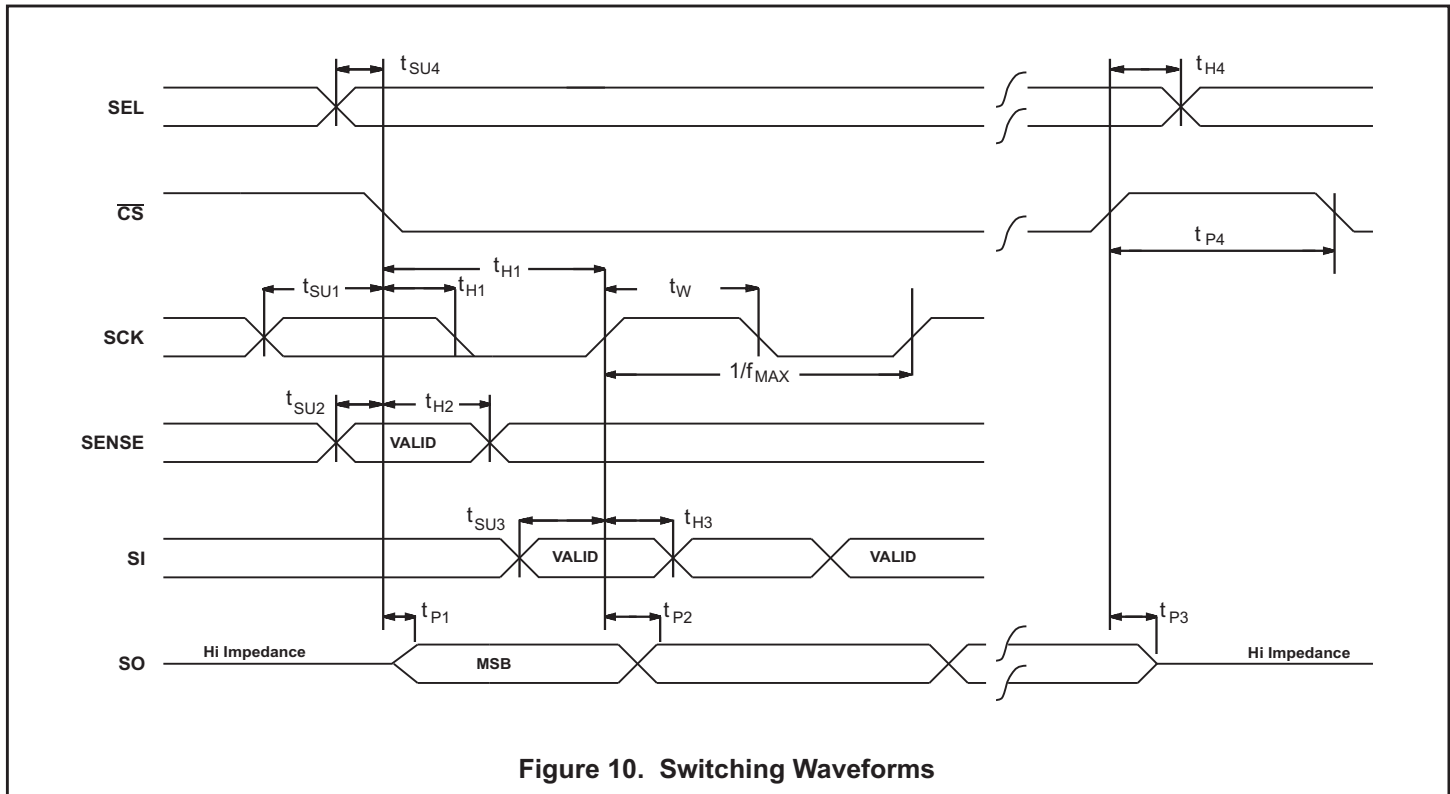 tSU4
tH4
SEL
CS
tP4
tH1
tSU1
tH1
tW
SCK
1/fMAX
tSU2
tH2
SENSE
VALID
tSU3
tH3
SI
VALID
VALID
tP1
tP2
tP3
SO
Hi Impedance
MSB
Hi Impedance
Figure 10. Switching Waveforms